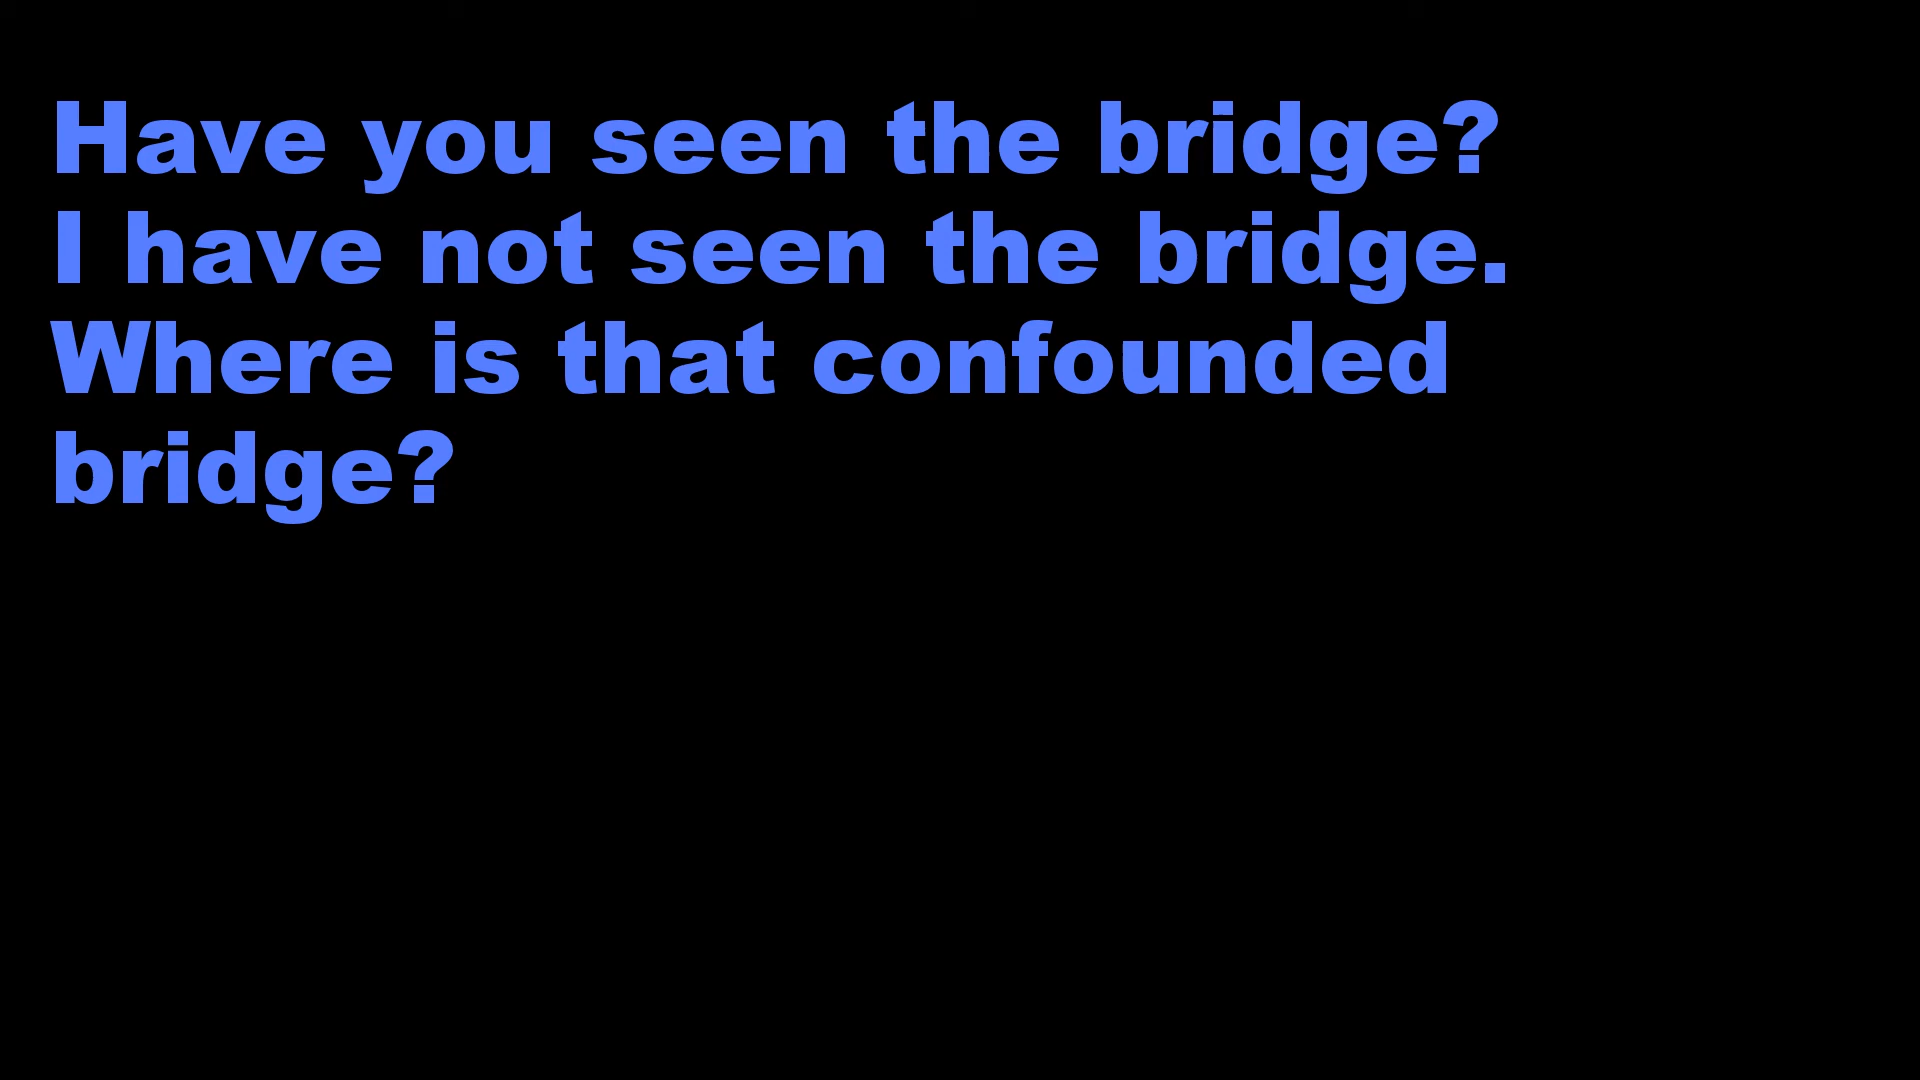 Have you seen the bridge?
I have not seen the bridge.
Where is that confounded
bridge?